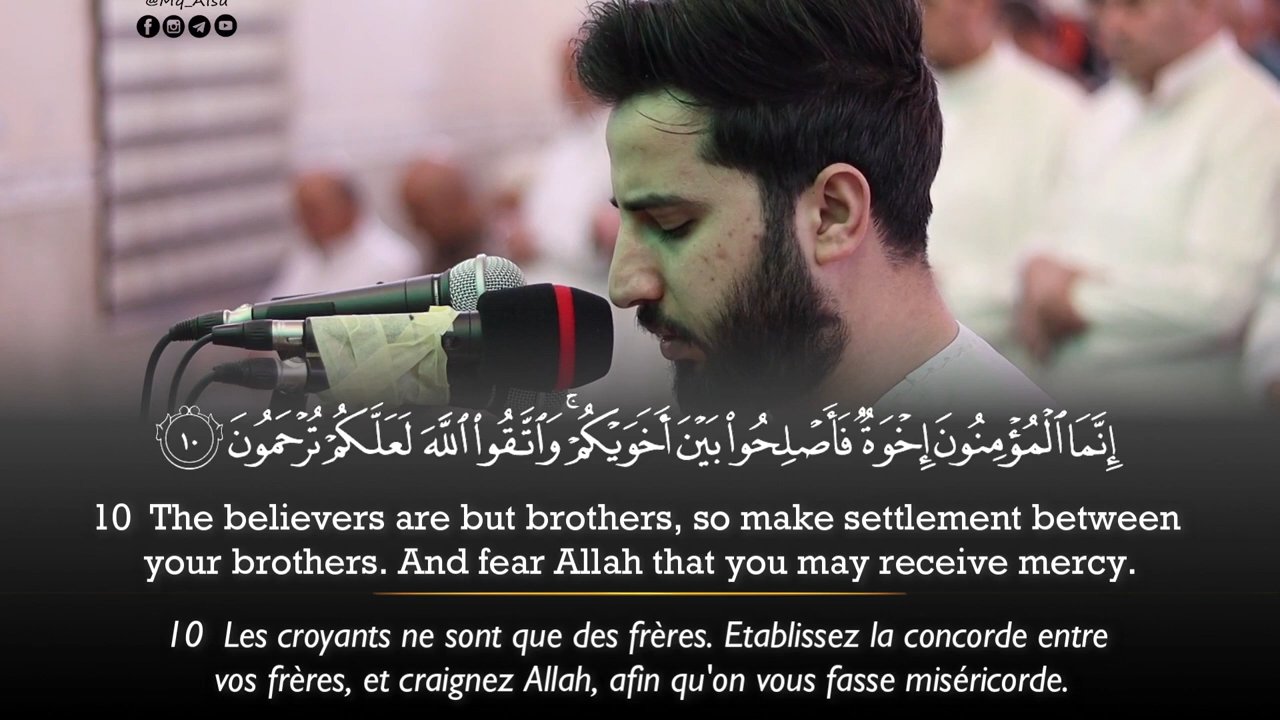 @Mq_Alsu
إِنَّمَا ٱلْمُؤْمِنُونَ إِخْوَةٌ فَأَصْلِحُوا۟ بَيْنَ أَخَوَيْكُمْ ۚ وَٱتَّقُوا۟ ٱللَّهَ لَعَلَّكُمْ تُرْحَمُونَ ١٠
10 The believers are but brothers, so make settlement between
your brothers. And fear Allah that you may receive mercy.
10 Les croyants ne sont que des frères. Etablissez la concorde entre
vos frères, et craignez Allah, afin qu'on vous fasse miséricorde.